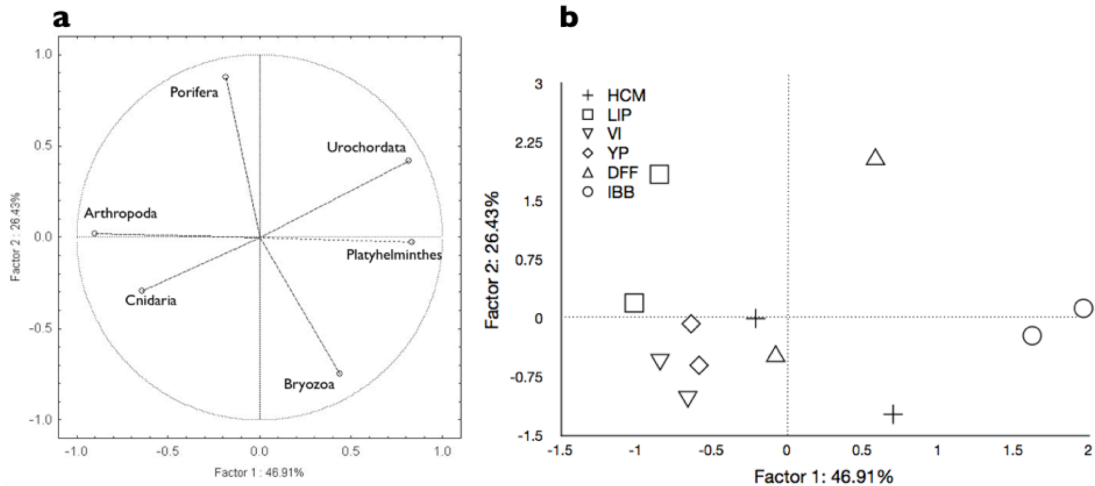 a
1.0
0.5
0.0
-0.5
-1.0
Factor 2 : 26.43%
Porifera
Urochordata
Arthropoda
Platyhelminthes
Cnidaria
Bryozoa
-1.0 -0.5 0.0 0.5 1.0
Factor 1 : 46.91%
b
3
2.25
1.5
0.75
0
-0.75
-1.5
Factor 2: 26.43%
HCM
LIP
VI
YP
DFF
IBB
-1.5 -1 -0.5 0 0.5 1 1.5 2
Factor 1: 46.91%